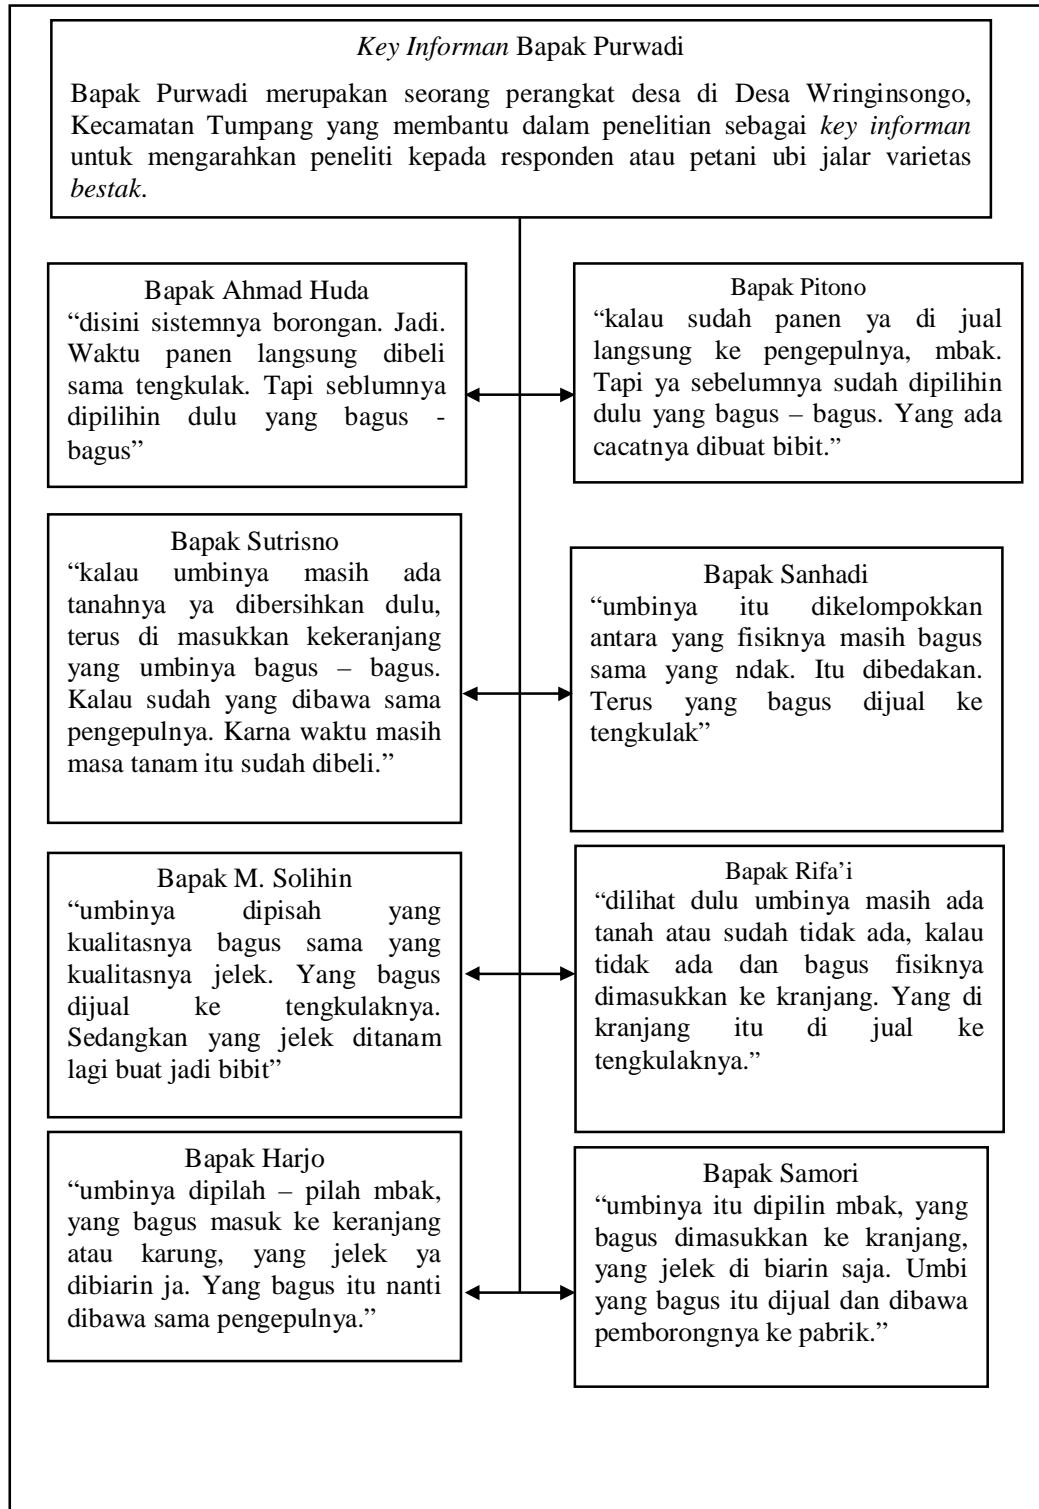 Key Informan Bapak Purwadi
Bapak Purwadi merupakan seorang perangkat desa di Desa Wringinsongo,
Kecamatan Tumpang yang membantu dalam penelitian sebagai key informan
untuk mengarahkan peneliti kepada responden atau petani ubi jalar varietas
bestak.
Bapak Ahmad Huda
“disini sistemnya borongan. Jadi.
Waktu panen langsung dibeli
sama tengkulak. Tapi seblumnya
dipilihin dulu yang bagus -
bagus”
Bapak Pitono
“kalau sudah panen ya di jual
langsung ke pengepulnya, mbak.
Tapi ya sebelumnya sudah dipilihin
dulu yang bagus – bagus. Yang ada
cacatnya dibuat bibit.”
Bapak Sutrisno
“kalau umbinya masih ada
tanahnya ya dibersihkan dulu,
terus di masukkan kekeranjang
yang umbinya bagus – bagus.
Kalau sudah yang dibawa sama
pengepulnya. Karna waktu masih
masa tanam itu sudah dibeli.”
Bapak Sanhadi
“umbinya itu dikelompokkan
antara yang fisiknya masih bagus
sama yang ndak. Itu dibedakan.
Terus yang bagus dijual ke
tengkulak”
Bapak M. Solihin
“umbinya dipisah yang
kualitasnya bagus sama yang
kualitasnya jelek. Yang bagus
dijual ke tengkulaknya.
Sedangkan yang jelek ditanam
lagi buat jadi bibit”
Bapak Rifa’i
“dilihat dulu umbinya masih ada
tanah atau sudah tidak ada, kalau
tidak ada dan bagus fisiknya
dimasukkan ke kranjang. Yang di
kranjang itu di jual ke
tengkulaknya.”
Bapak Harjo
“umbinya dipilah – pilah mbak,
yang bagus masuk ke keranjang
atau karung, yang jelek ya
dibiarin ja. Yang bagus itu nanti
dibawa sama pengepulnya.”
Bapak Samori
“umbinya itu dipilin mbak, yang
bagus dimasukkan ke kranjang,
yang jelek di biarin saja. Umbi
yang bagus itu dijual dan dibawa
pemborongnya ke pabrik.”